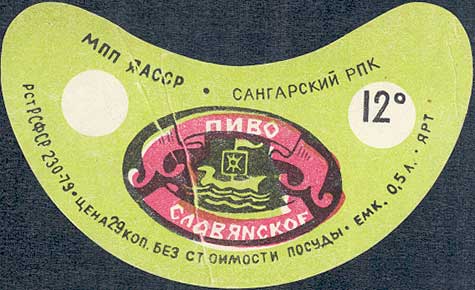 МПП ЯАССР • САНГАРСКИЙ РПК
12°
ПИВО
СЛАВЯNСКОЕ
РСТ РСФСР 230-79 • ЦЕНА 29 КОП. БЕЗ СТОИМОСТИ ПОСУДЫ • ЕМК. 0,5 Л. • ЯРТ